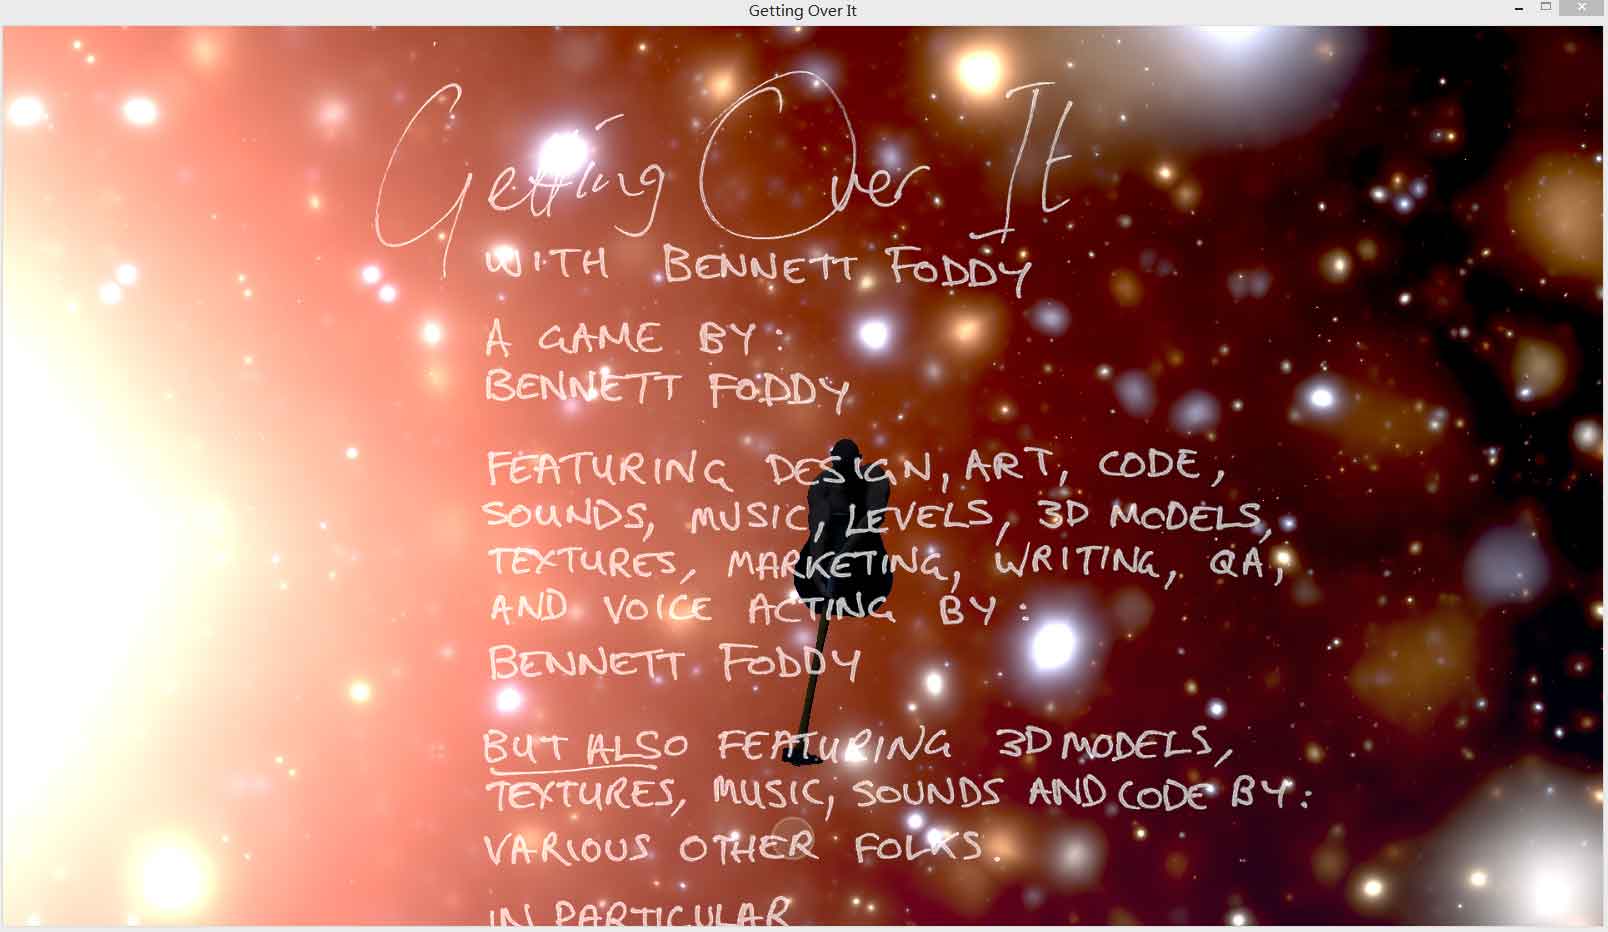 Getting Over It
Getting Over It
WITH BENNETT FODDY
A GAME BY:
BENNETT FODDY
FEATURING DESIGN, ART, CODE,
SOUNDS, MUSIC, LEVELS, 3D MODELS,
TEXTURES, MARKETING, WRITING, QA,
AND VOICE ACTING BY:
BENNETT FODDY
BUT ALSO FEATURING 3D MODELS,
TEXTURES, MUSIC, SOUNDS AND CODE BY:
VARIOUS OTHER FOLKS.
IN PARTICULAR